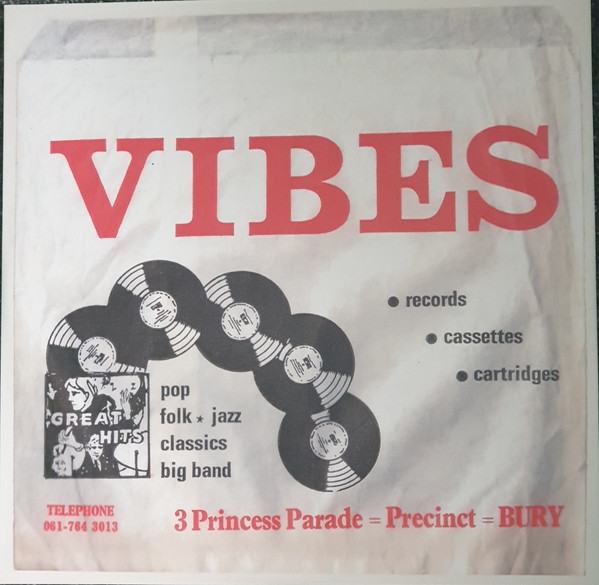 VIBES
● records
● cassettes
● cartridges
GREAT
HITS
pop
folk ★ jazz
classics
big band
TELEPHONE
061-764 3013
3 Princess Parade = Precinct = BURY